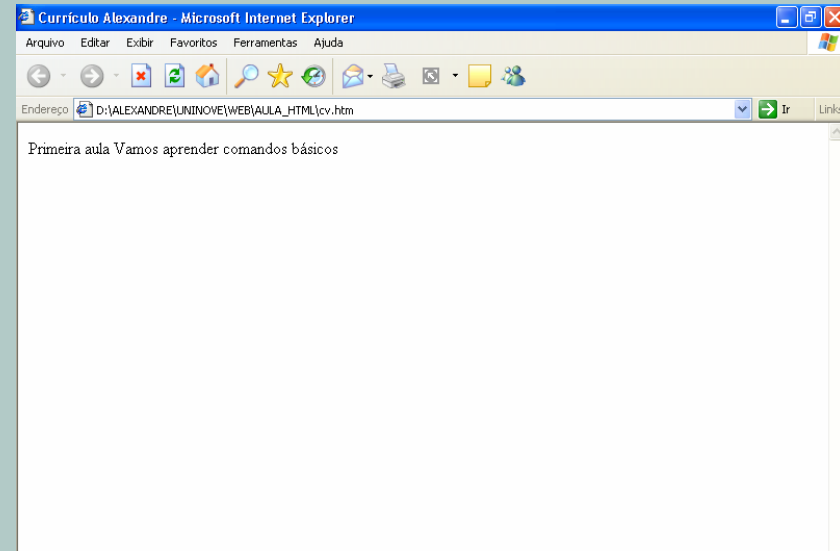 Currículo Alexandre - Microsoft Internet Explorer
Arquivo Editar Exibir Favoritos Ferramentas Ajuda
Endereço D:\ALEXANDRE\UNINOVE\WEB\AULA_HTML\cv.htm Ir Links
Primeira aula Vamos aprender comandos básicos